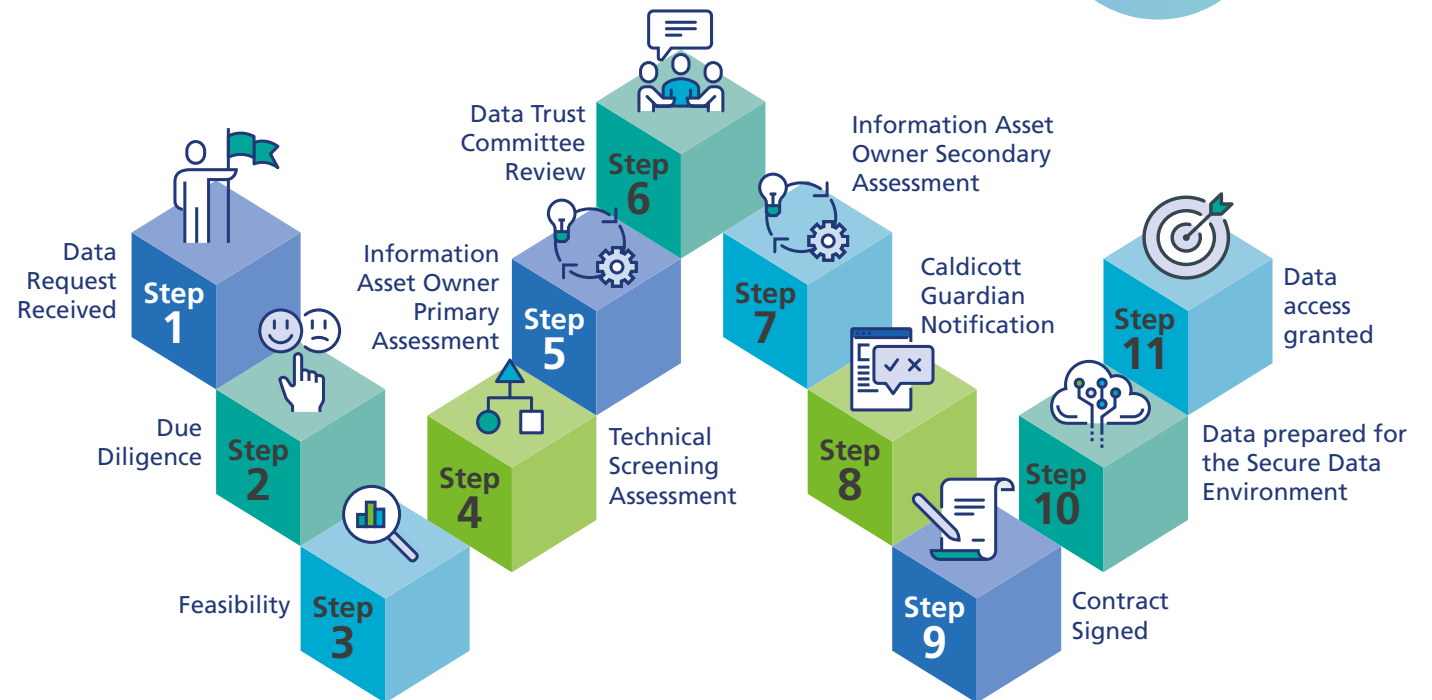 Data
Request
Received
Step
1
Due
Diligence
Step
2
Feasibility
Step
3
Step
4
Technical
Screening
Assessment
Information
Asset Owner
Primary
Assessment
Step
5
Data Trust
Committee
Review
Step
6
Information Asset
Owner Secondary
Assessment
Step
7
Caldicott
Guardian
Notification
Step
8
Step
9
Contract
Signed
Step
10
Data prepared for
the Secure Data
Environment
Step
11
Data
access
granted